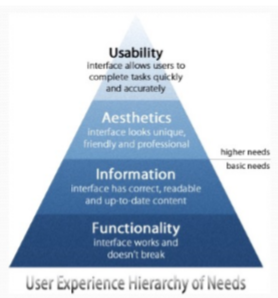 Usability
interface allows users to
complete tasks quickly
and accurately
Aesthetics
interface looks unique,
friendly and professional
higher needs
basic needs
Information
interface has correct, readable
and up-to-date content
Functionality
interface works and
doesn't break
User Experience Hierarchy of Needs